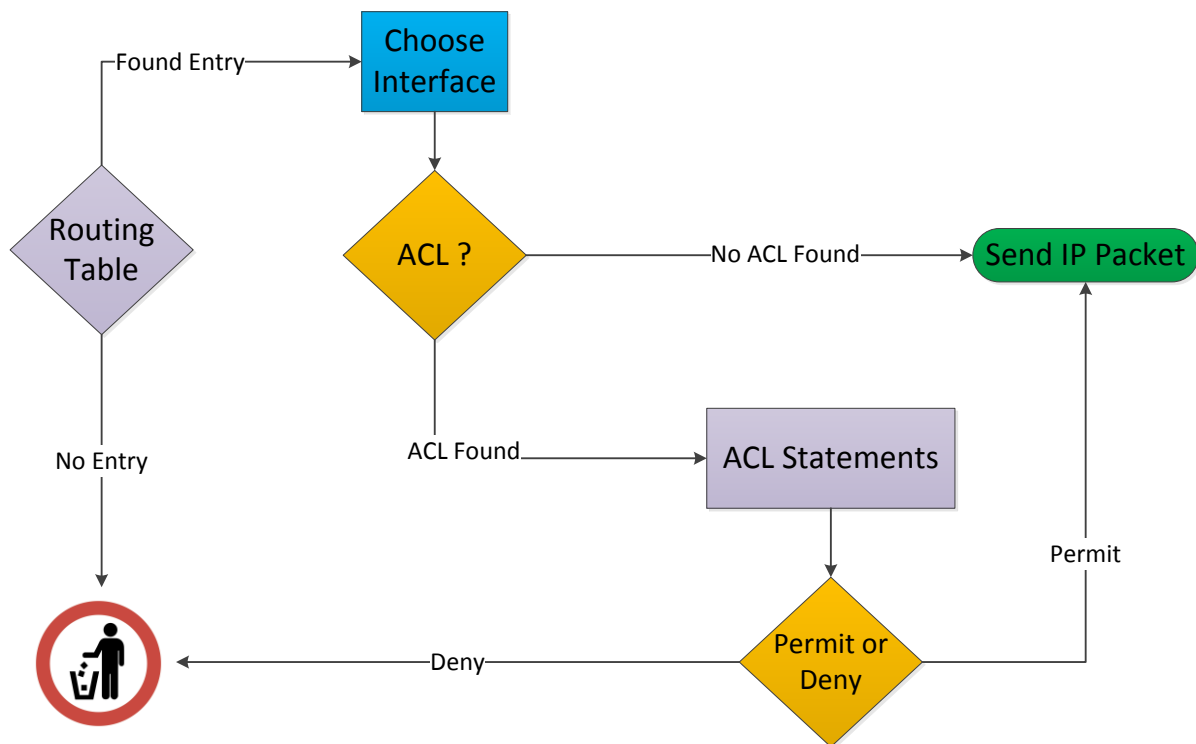 Choose
Interface
Found Entry
Routing
Table
ACL ?
No ACL Found
Send IP Packet
No Entry
ACL Found
ACL Statements
Permit
Permit or
Deny
Deny